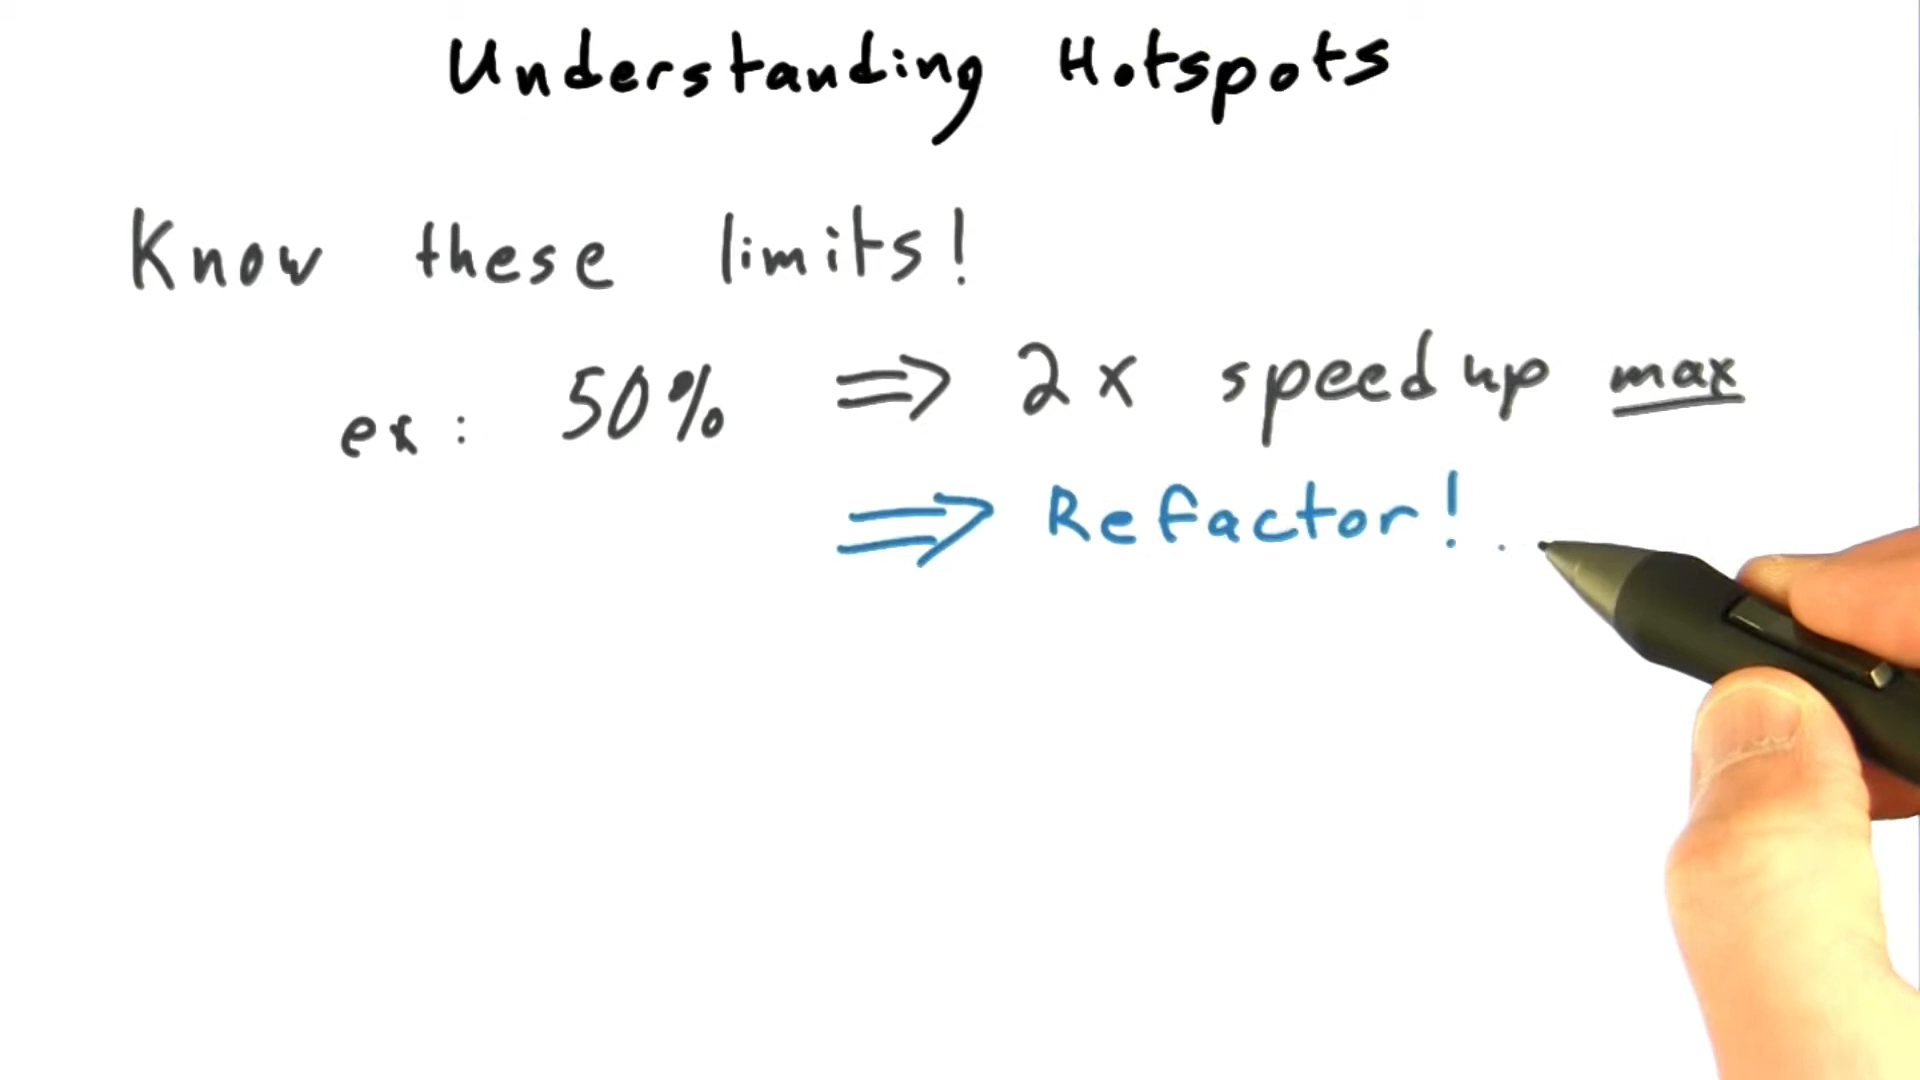 Understanding Hotspots
Know these limits!
ex: 50% => 2x speedup max
=> Refactor!